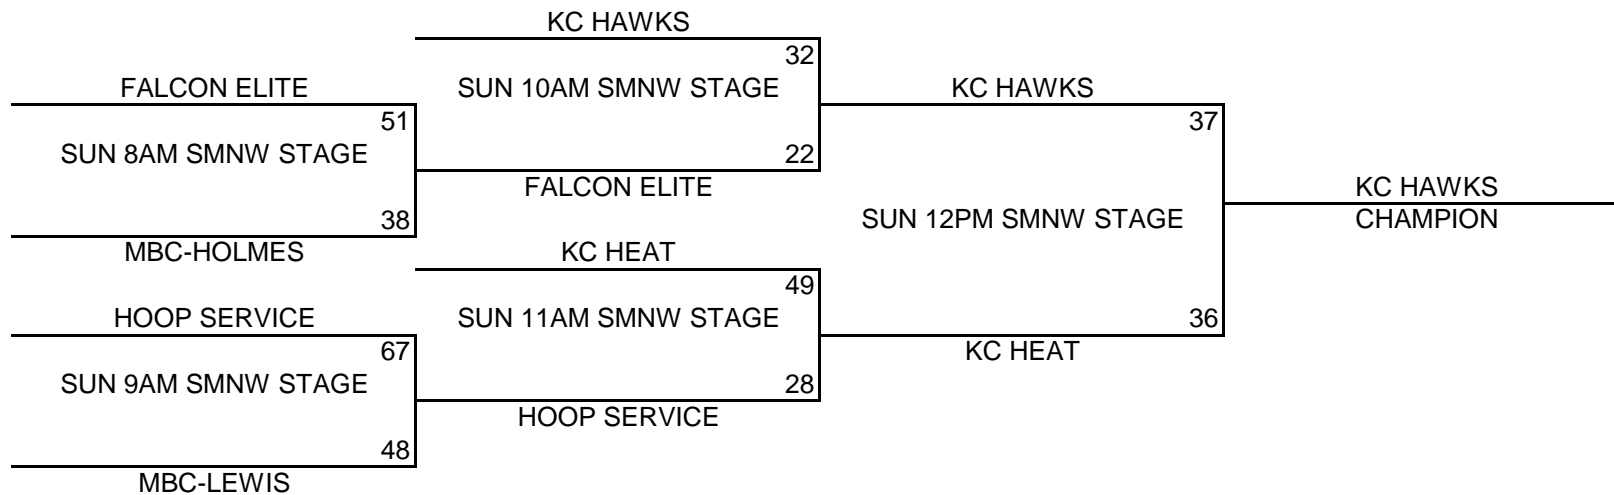 KC HAWKS
32
FALCON ELITE
SUN 10AM SMNW STAGE
KC HAWKS
51
37
SUN 8AM SMNW STAGE
22
FALCON ELITE
KC HAWKS
38
SUN 12PM SMNW STAGE
CHAMPION
MBC-HOLMES
KC HEAT
49
HOOP SERVICE
SUN 11AM SMNW STAGE
36
67
KC HEAT
SUN 9AM SMNW STAGE
28
HOOP SERVICE
48
MBC-LEWIS